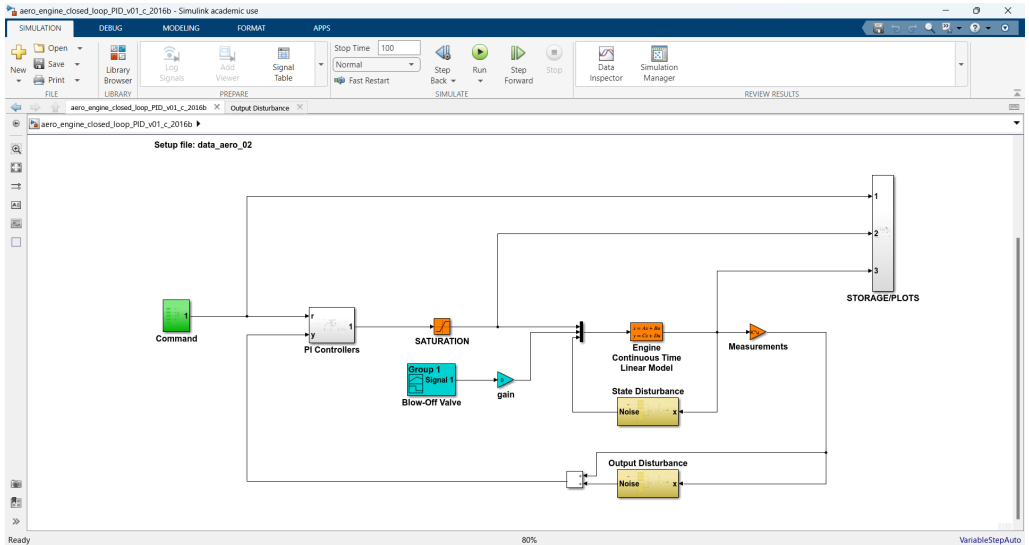 aero_engine_closed_loop_PID_v01_c_2016b - Simulink academic use
SIMULATION DEBUG MODELING FORMAT APPS
New
Open
Save
Print
FILE
Library
Browser
LIBRARY
Log
Signals
Add
Viewer
Signal
Table
PREPARE
Stop Time 100
Normal
Fast Restart
Step
Back
Run
Step
Forward
Stop
SIMULATE
Data
Inspector
Simulation
Manager
REVIEW RESULTS
aero_engine_closed_loop_PID_v01_c_2016b
Output Disturbance
aero_engine_closed_loop_PID_v01_c_2016b
Setup file: data_aero_02
1
2
3
STORAGE/PLOTS
1
Command
r
y
1
PI Controllers
SATURATION
Group 1
Signal 1
Blow-Off Valve
gain
Engine
Continuous Time
Linear Model
Measurements
State Disturbance
Noise x
Output Disturbance
Noise x
Ready
80%
VariableStepAuto